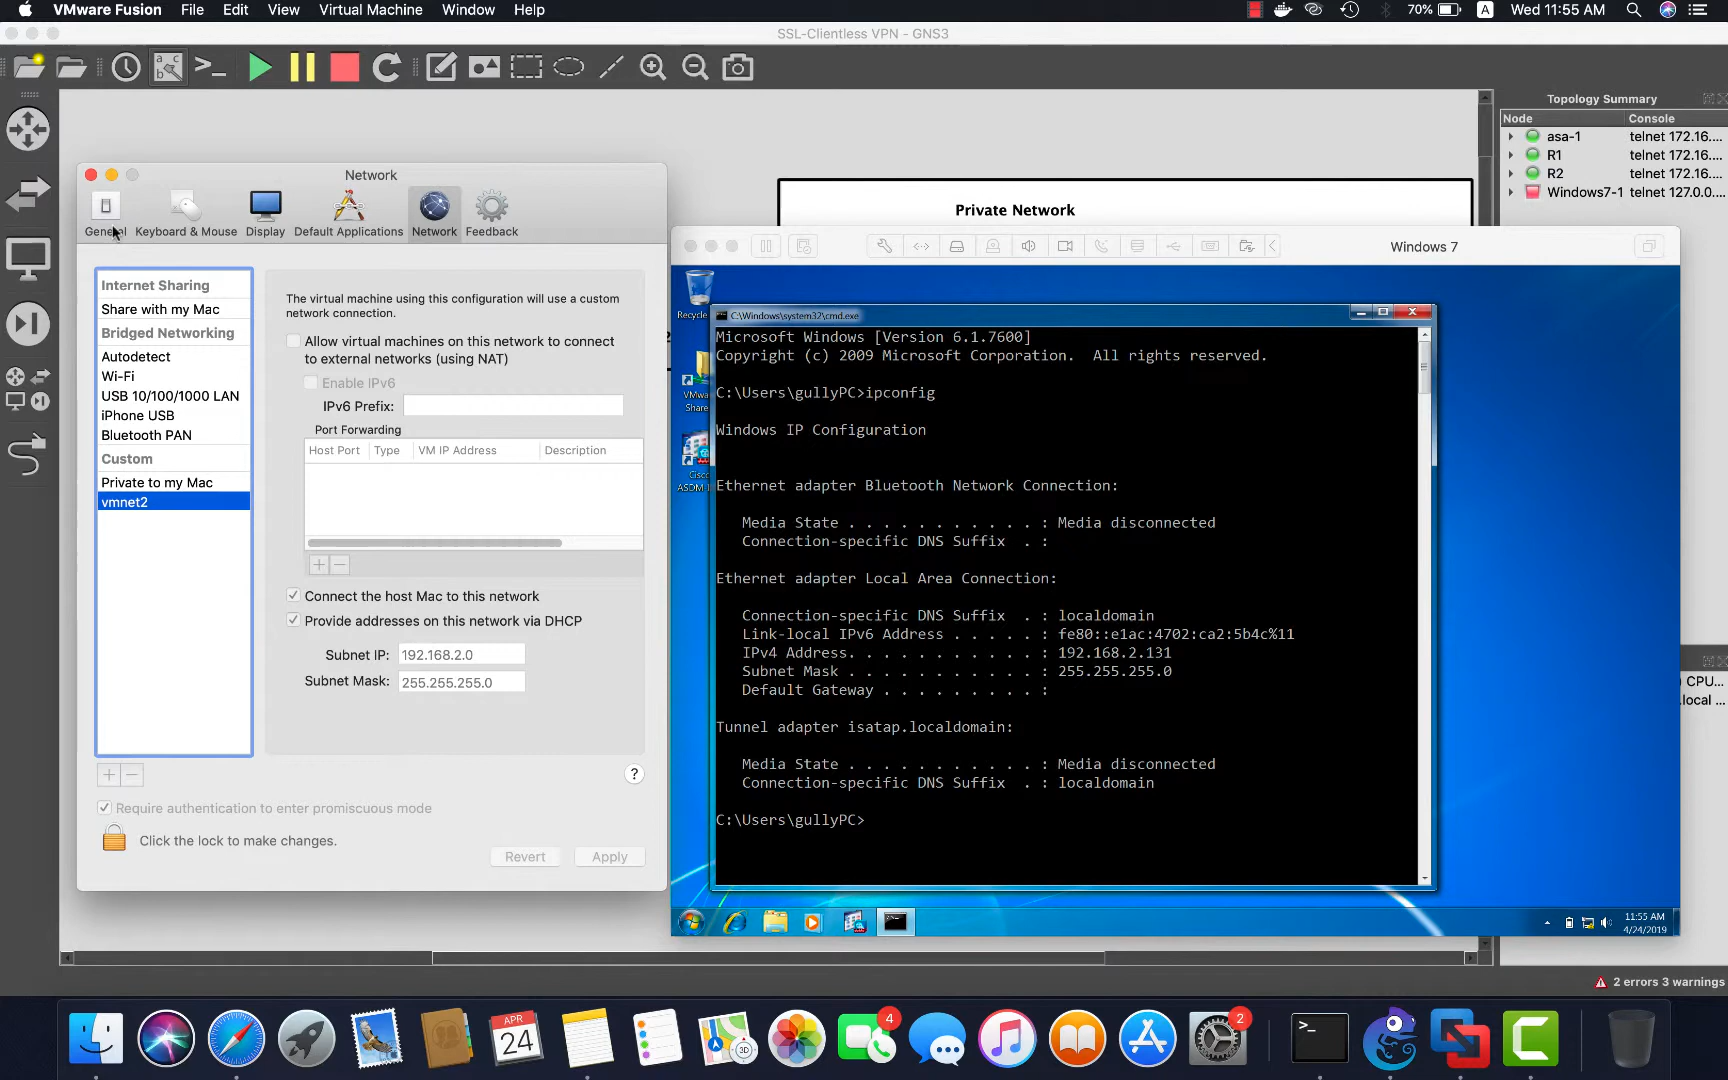 VMware Fusion File Edit View Virtual Machine Window Help
70% A Wed 11:55 AM
SSL-Clientless VPN - GNS3
Topology Summary
Node Console
asa-1 telnet 172.16....
R1 telnet 172.16....
R2 telnet 172.16....
Windows7-1 telnet 127.0.0....
Private Network
Network
General Keyboard & Mouse Display Default Applications Network Feedback
Internet Sharing
Share with my Mac
Bridged Networking
Autodetect
Wi-Fi
USB 10/100/1000 LAN
iPhone USB
Bluetooth PAN
Custom
Private to my Mac
vmnet2
The virtual machine using this configuration will use a custom
network connection.
Allow virtual machines on this network to connect
to external networks (using NAT)
Enable IPv6
IPv6 Prefix:
Port Forwarding
Host Port Type VM IP Address Description
Connect the host Mac to this network
Provide addresses on this network via DHCP
Subnet IP: 192.168.2.0
Subnet Mask: 255.255.255.0
?
Require authentication to enter promiscuous mode
Click the lock to make changes.
Revert Apply
Windows 7
Recycle
VMwa
Share
Cisc
ASDM-I
C:\Windows\system32\cmd.exe
Microsoft Windows [Version 6.1.7600]
Copyright (c) 2009 Microsoft Corporation.  All rights reserved.
C:\Users\gullyPC>ipconfig
Windows IP Configuration
Ethernet adapter Bluetooth Network Connection:
Media State . . . . . . . . . . . : Media disconnected
Connection-specific DNS Suffix  . :
Ethernet adapter Local Area Connection:
Connection-specific DNS Suffix  . : localdomain
Link-local IPv6 Address . . . . . : fe80::e1ac:4702:ca2:5b4c%11
IPv4 Address. . . . . . . . . . . : 192.168.2.131
Subnet Mask . . . . . . . . . . . : 255.255.255.0
Default Gateway . . . . . . . . . :
Tunnel adapter isatap.localdomain:
Media State . . . . . . . . . . . : Media disconnected
Connection-specific DNS Suffix  . : localdomain
C:\Users\gullyPC>
) CPU...
.local ...
11:55 AM
4/24/2019
2 errors 3 warnings
APR
24
3D
4
2
>_